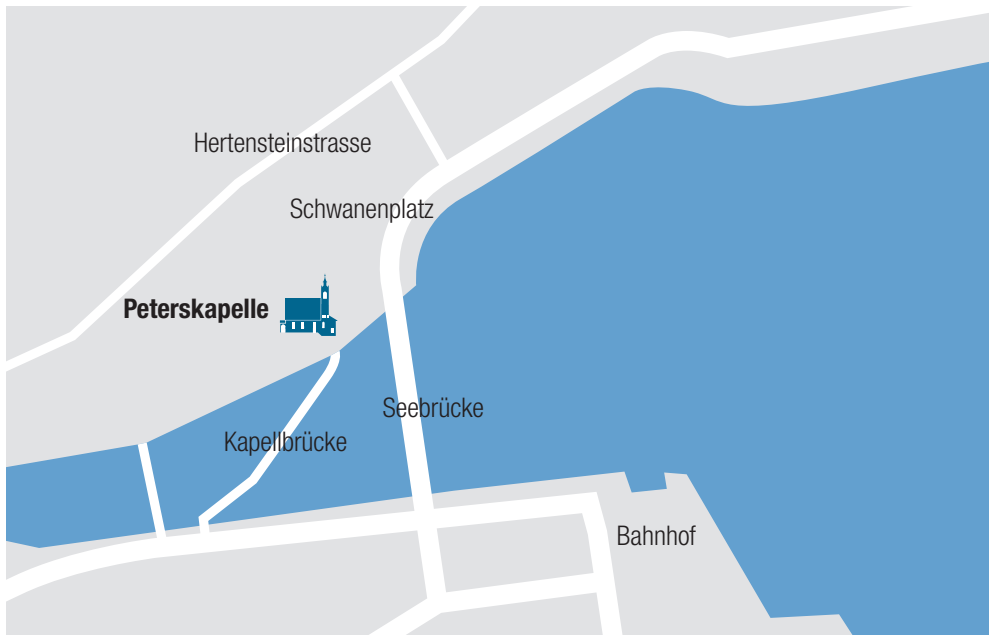 Hertensteinstrasse
Schwanenplatz
Peterskapelle
Seebrücke
Kapellbrücke
Bahnhof